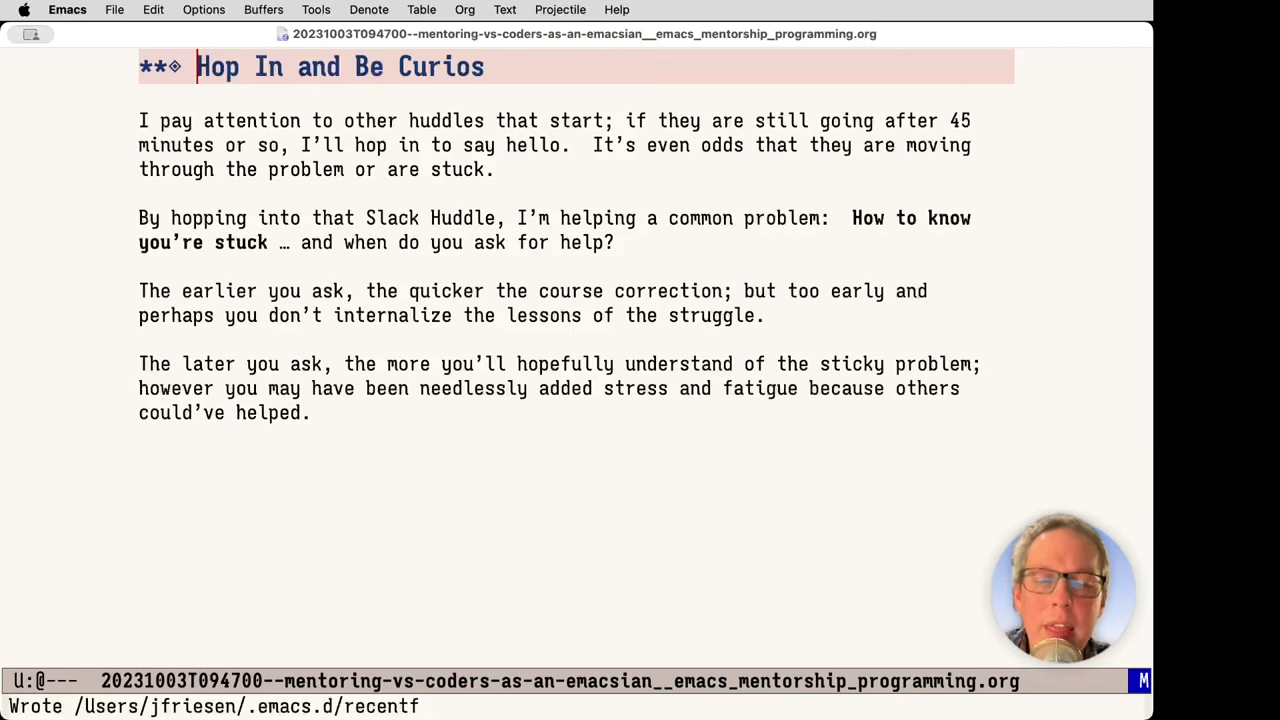 Emacs File Edit Options Buffers Tools Denote Table Org Text Projectile Help
20231003T094700--mentoring-vs-coders-as-an-emacsian__emacs_mentorship_programming.org
**◈ Hop In and Be Curios
I pay attention to other huddles that start; if they are still going after 45
minutes or so, I’ll hop in to say hello.  It’s even odds that they are moving
through the problem or are stuck.
By hopping into that Slack Huddle, I’m helping a common problem:  How to know
you’re stuck … and when do you ask for help?
The earlier you ask, the quicker the course correction; but too early and
perhaps you don’t internalize the lessons of the struggle.
The later you ask, the more you’ll hopefully understand of the sticky problem;
however you may have been needlessly added stress and fatigue because others
could’ve helped.
U:@--- 20231003T094700--mentoring-vs-coders-as-an-emacsian__emacs_mentorship_programming.org M
Wrote /Users/jfriesen/.emacs.d/recentf